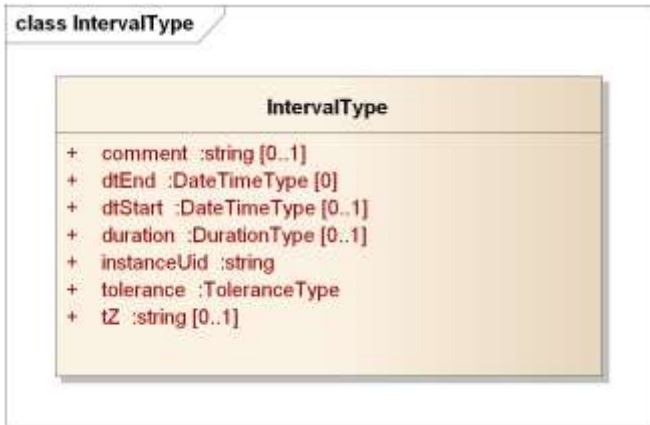 class IntervalType
IntervalType
+ comment :string [0..1]
+ dtEnd :DateTimeType [0]
+ dtStart :DateTimeType [0..1]
+ duration :DurationType [0..1]
+ instanceUid :string
+ tolerance :ToleranceType
+ tZ :string [0..1]